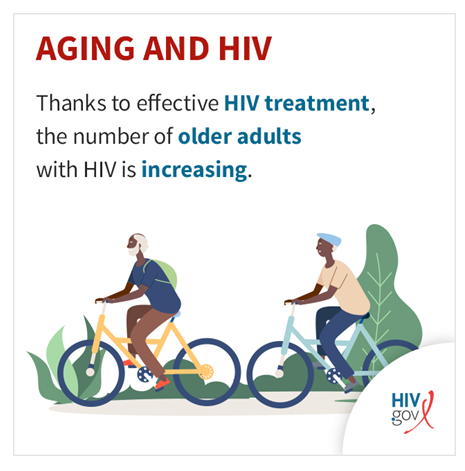 AGING AND HIV
Thanks to effective HIV treatment,
the number of older adults
with HIV is increasing.
HIV
gov